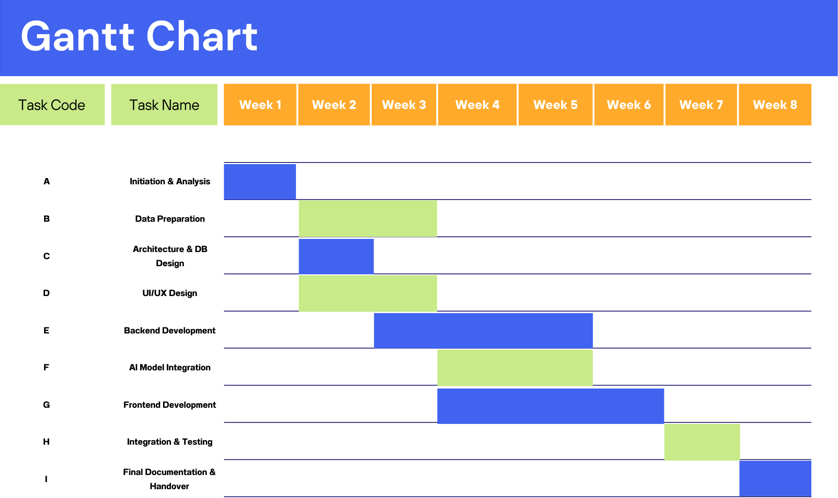 Gantt Chart
Task Code Task Name Week 1 Week 2 Week 3 Week 4 Week 5 Week 6 Week 7 Week 8
A Initiation & Analysis
B Data Preparation
C Architecture & DB
Design
D UI/UX Design
E Backend Development
F AI Model Integration
G Frontend Development
H Integration & Testing
I Final Documentation &
Handover